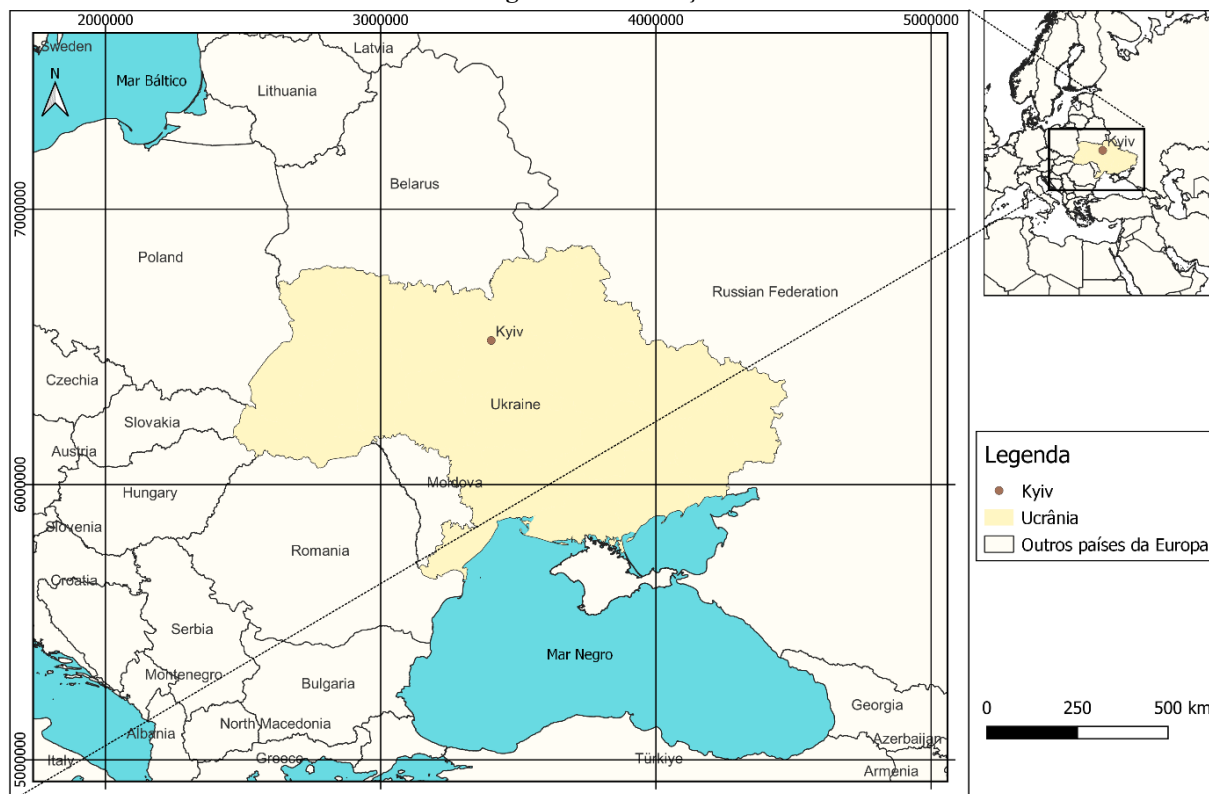 2000000
3000000
4000000
5000000
Sweden
Latvia
N
Mar Báltico
Lithuania
Kyiv
Belarus
7000000
Poland
Russian Federation
Kyiv
Czechia
Ukraine
Slovakia
Austria
Legenda
Moldova
Kyiv
6000000
Hungary
Ucrânia
Slovenia
Outros países da Europa
Romania
Croatia
Serbia
Mar Negro
Montenegro
Bulgaria
Georgia
0 250 500 km
North Macedonia
Albania
Azerbaijan
5000000
Italy
Greece
Türkiye
Armenia